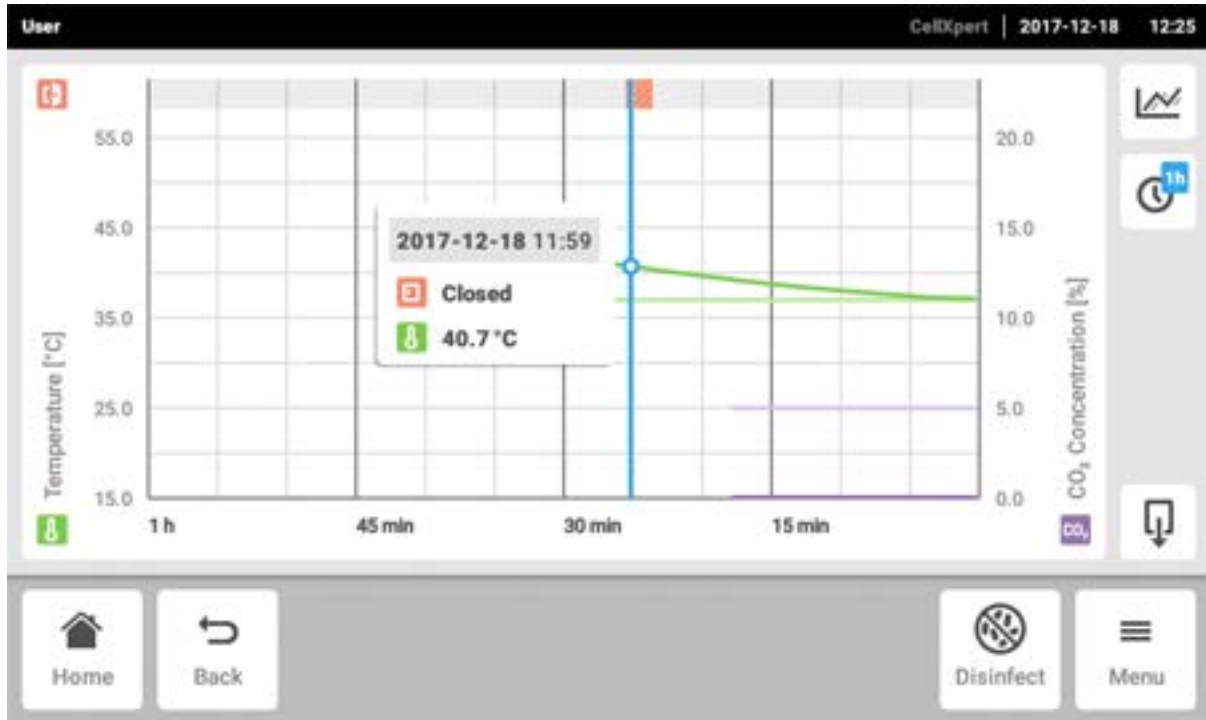 User
CellXpert | 2017-12-18 12:25
55.0
45.0
35.0
25.0
15.0
Temperature [°C]
20.0
15.0
10.0
5.0
0.0
CO₂ Concentration [%]
1h
2017-12-18 11:59
Closed
40.7 °C
1 h
45 min
30 min
15 min
CO₂
Home
Back
Disinfect
Menu